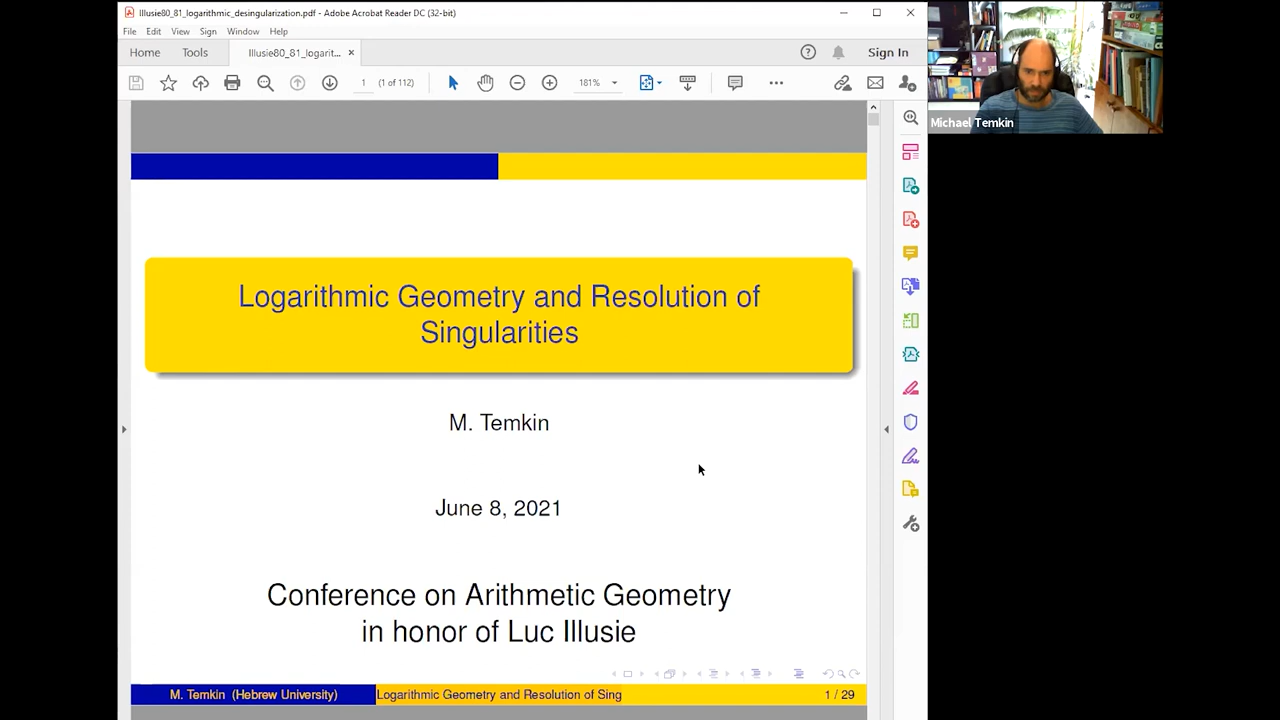 Illusie80_81_logarithmic_desingularization.pdf - Adobe Acrobat Reader DC (32-bit)
File Edit View Sign Window Help
Home Tools Illusie80_81_logarit... × Sign In
1 (1 of 112) 181%
Michael Temkin
Logarithmic Geometry and Resolution of
Singularities
M. Temkin
June 8, 2021
Conference on Arithmetic Geometry
in honor of Luc Illusie
M. Temkin (Hebrew University) Logarithmic Geometry and Resolution of Sing 1 / 29